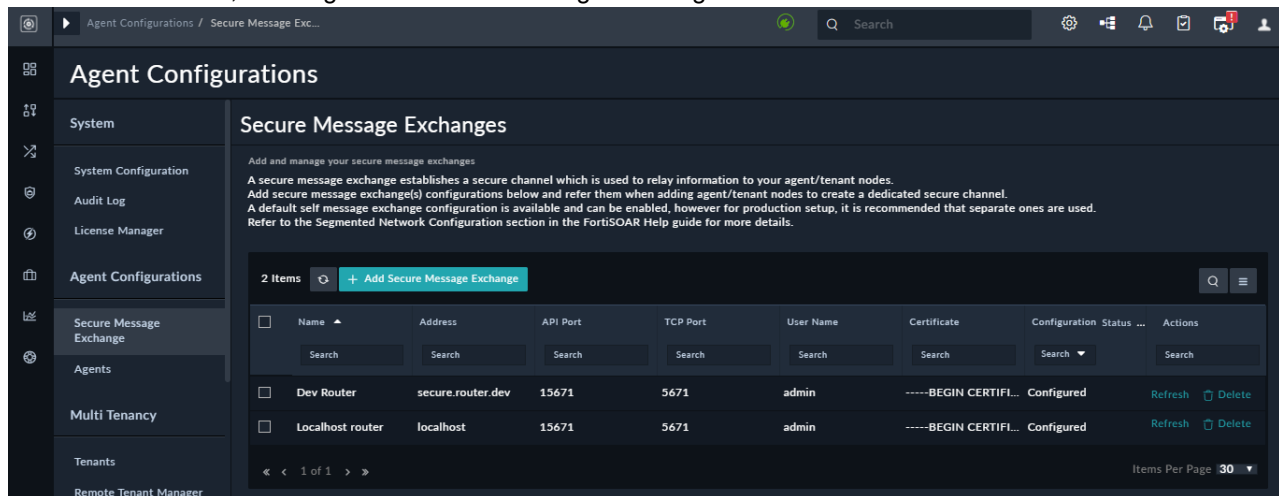 Agent Configurations / Secure Message Exc...
Search
Agent Configurations
System
System Configuration
Audit Log
License Manager
Agent Configurations
Secure Message
Exchange
Agents
Multi Tenancy
Tenants
Remote Tenant Manager
Secure Message Exchanges
Add and manage your secure message exchanges
A secure message exchange establishes a secure channel which is used to relay information to your agent/tenant nodes.
Add secure message exchange(s) configurations below and refer them when adding agent/tenant nodes to create a dedicated secure channel.
A default self message exchange configuration is available and can be enabled, however for production setup, it is recommended that separate ones are used.
Refer to the Segmented Network Configuration section in the FortiSOAR Help guide for more details.
2 Items + Add Secure Message Exchange
Name Address API Port TCP Port User Name Certificate Configuration Status ... Actions
Search Search Search Search Search Search Search Search
Dev Router secure.router.dev 15671 5671 admin -----BEGIN CERTIFI... Configured Refresh Delete
Localhost router localhost 15671 5671 admin -----BEGIN CERTIFI... Configured Refresh Delete
« < 1 of 1 > » Items Per Page 30